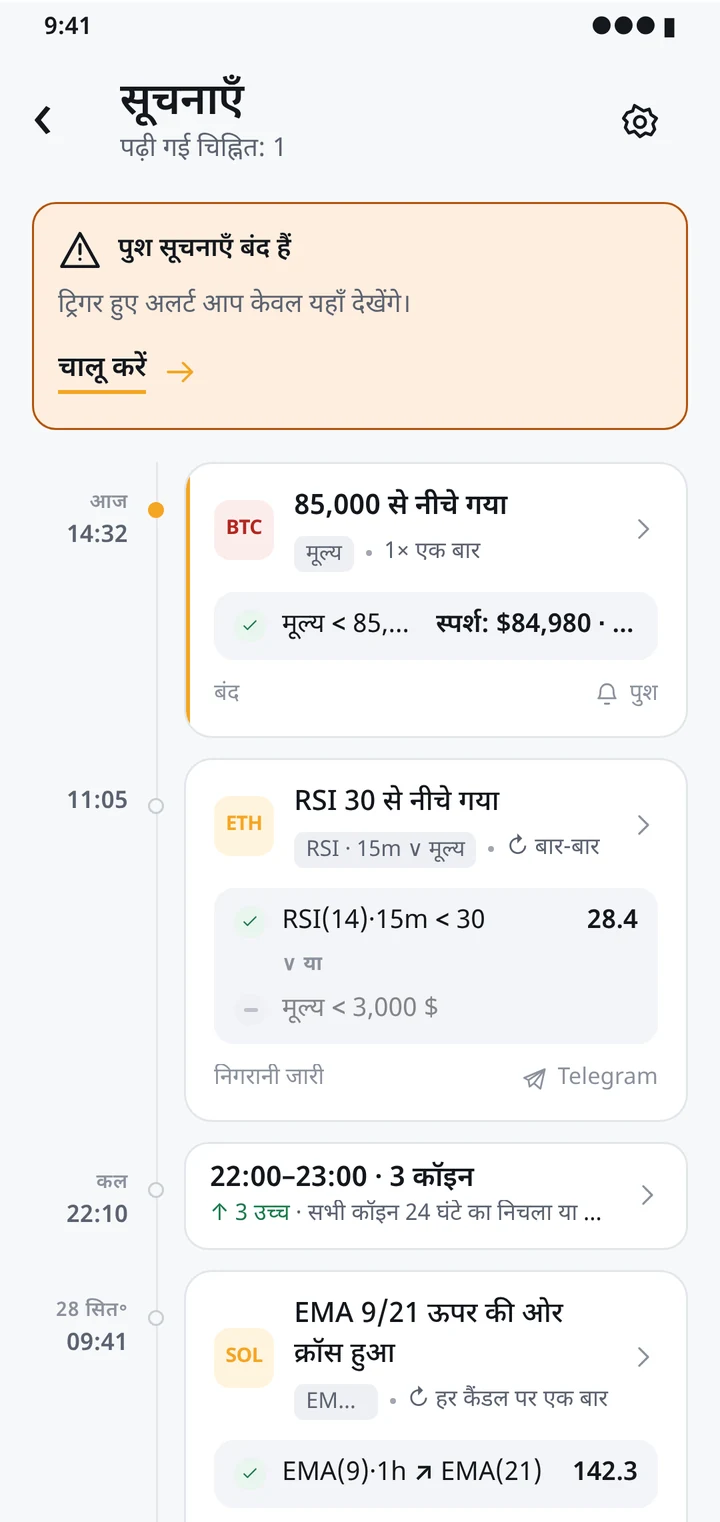 9:41
सूचनाएँ
पढ़ी गई चिह्नित: 1
पुश सूचनाएँ बंद हैं
ट्रिगर हुए अलर्ट आप केवल यहाँ देखेंगे।
चालू करें →
आज
14:32
BTC
85,000 से नीचे गया
मूल्य • 1× एक बार
मूल्य < 85,... स्पर्श: $84,980 · ...
बंद
पुश
11:05
ETH
RSI 30 से नीचे गया
RSI · 15m ∨ मूल्य • ↻ बार-बार
RSI(14)·15m < 30 28.4
∨ या
मूल्य < 3,000 $
निगरानी जारी
Telegram
कल
22:10
22:00–23:00 · 3 कॉइन
↑ 3 उच्च · सभी कॉइन 24 घंटे का निचला या ...
28 सित॰
09:41
SOL
EMA 9/21 ऊपर की ओर
क्रॉस हुआ
EM... • ↻ हर कैंडल पर एक बार
EMA(9)·1h ↗ EMA(21) 142.3